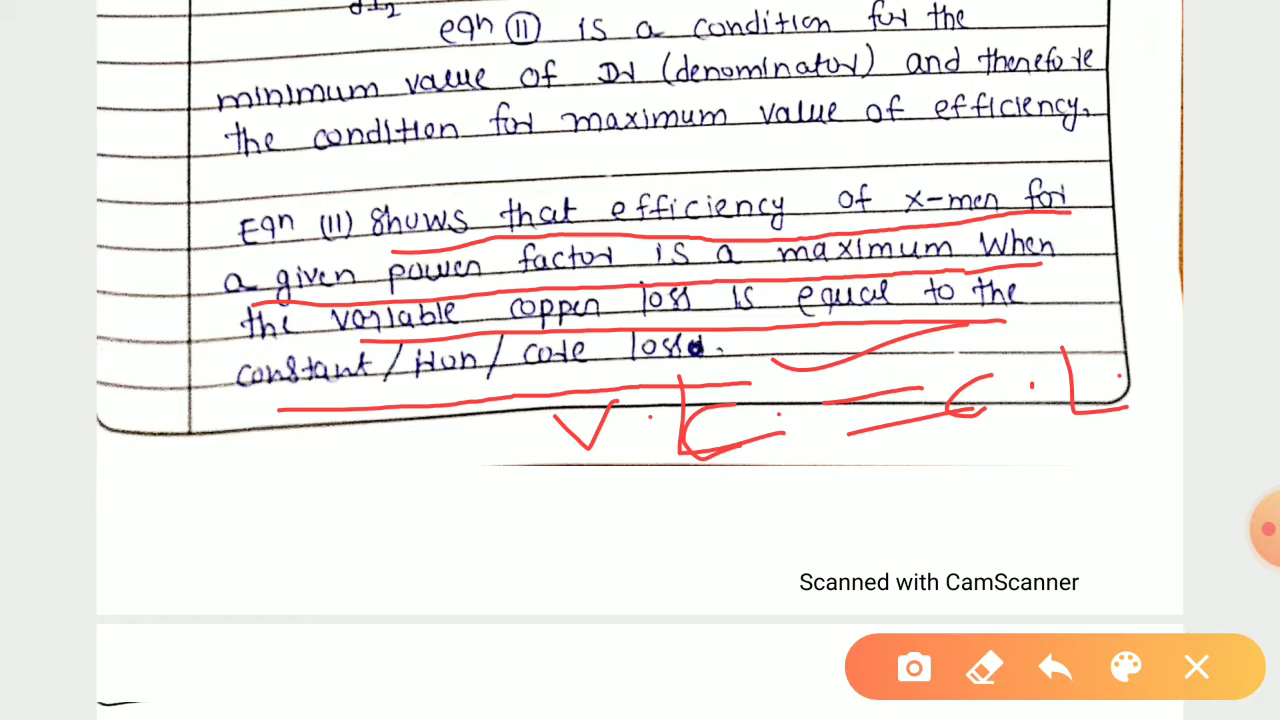 eqn (11) is a condition for the
minimum value of Dr (denominator) and therefore
the condition for maximum value of efficiency.
Eqn (11) shows that efficiency of x-men for
a given power factor is a maximum when
the variable copper loss is equal to the
constant/Iron/core loss.
V.L. = C.L
Scanned with CamScanner